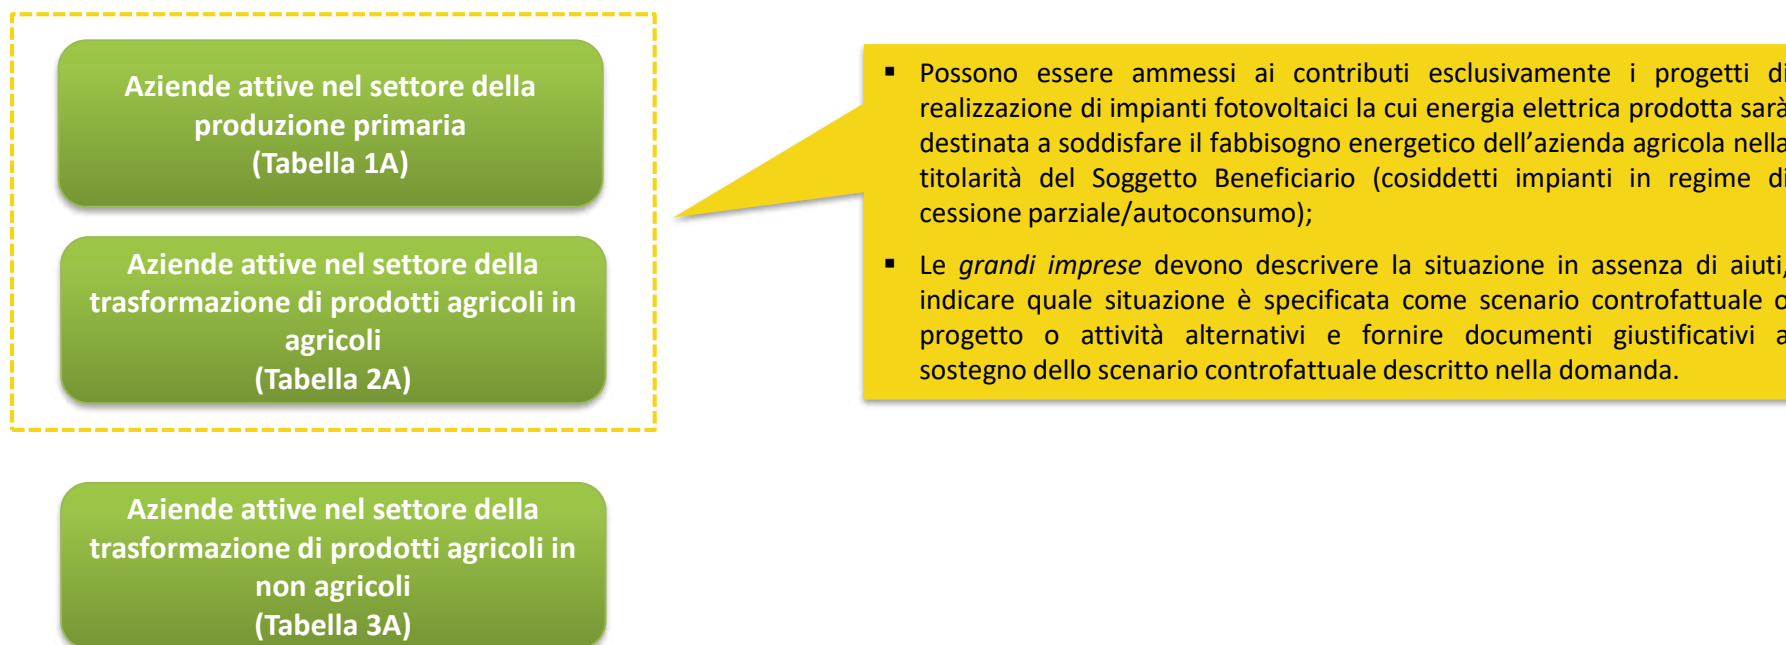 Aziende attive nel settore della
produzione primaria
(Tabella 1A)
Aziende attive nel settore della
trasformazione di prodotti agricoli in
agricoli
(Tabella 2A)
Aziende attive nel settore della
trasformazione di prodotti agricoli in
non agricoli
(Tabella 3A)
▪ Possono essere ammessi ai contributi esclusivamente i progetti di
realizzazione di impianti fotovoltaici la cui energia elettrica prodotta sarà
destinata a soddisfare il fabbisogno energetico dell’azienda agricola nella
titolarità del Soggetto Beneficiario (cosiddetti impianti in regime di
cessione parziale/autoconsumo);
▪ Le grandi imprese devono descrivere la situazione in assenza di aiuti,
indicare quale situazione è specificata come scenario controfattuale o
progetto o attività alternativi e fornire documenti giustificativi a
sostegno dello scenario controfattuale descritto nella domanda.